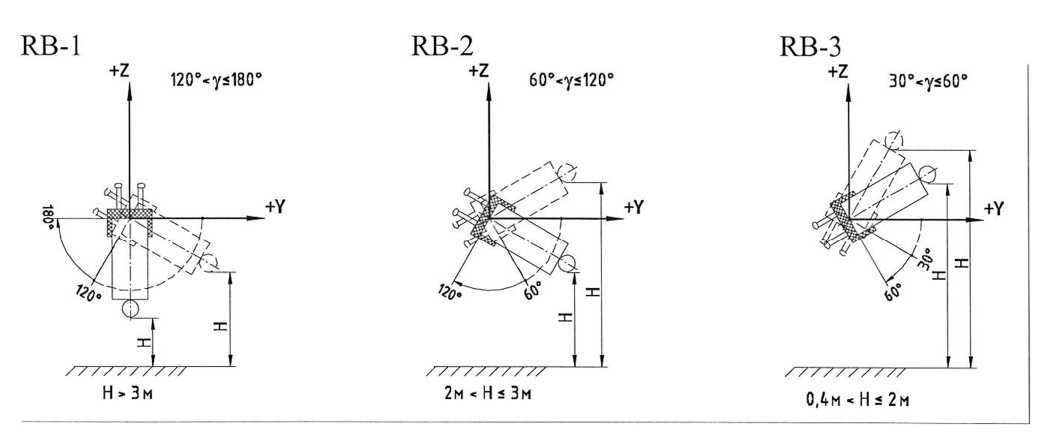 RB-1
+Z
120°<γ≤180°
+Y
180°
120°
H
H
H > 3м
RB-2
+Z
60°<γ≤120°
+Y
120°
60°
H
H
2м < H ≤ 3м
RB-3
+Z
30°<γ≤60°
+Y
30°
60°
H
H
0,4м < H ≤ 2м